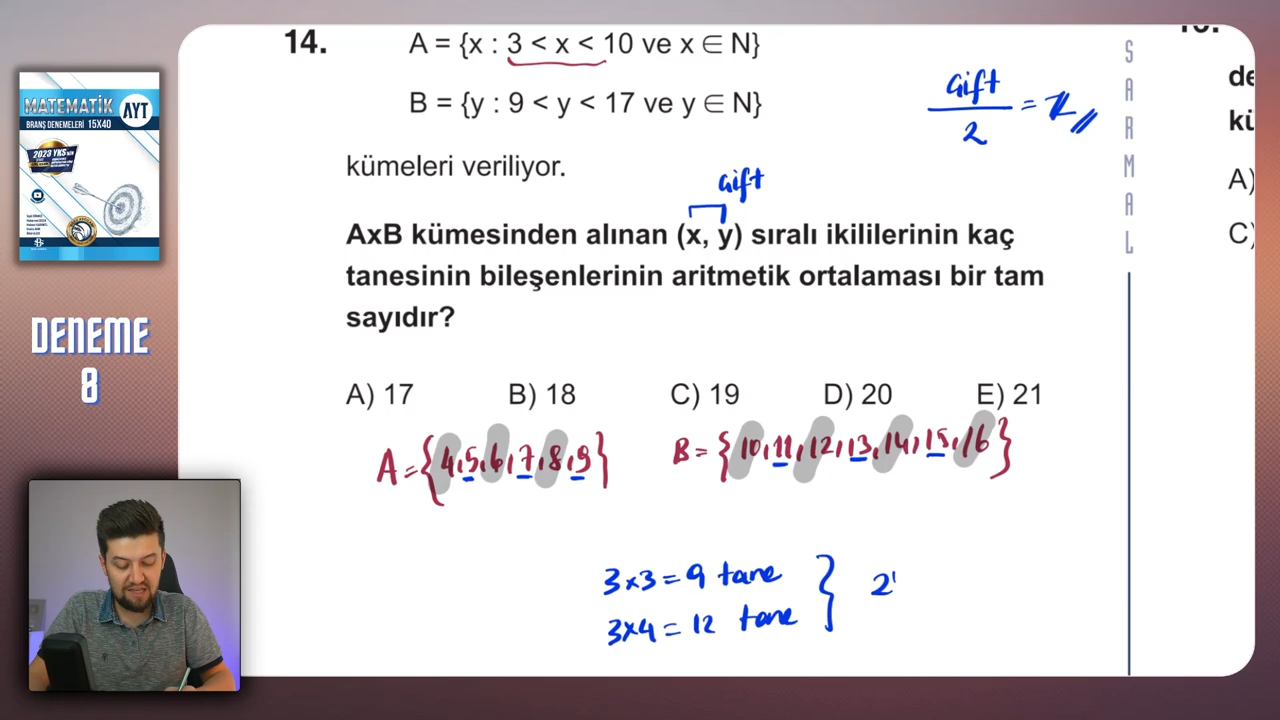 MATEMATİK AYT
BRANŞ DENEMELERİ 15X40
DENEME
8
14. A = {x : 3 < x < 10 ve x ∈ N}
B = {y : 9 < y < 17 ve y ∈ N}
çift/2 = Z
kümeleri veriliyor.
çift
AxB kümesinden alınan (x, y) sıralı ikililerinin kaç
tanesinin bileşenlerinin aritmetik ortalaması bir tam
sayıdır?
A) 17 B) 18 C) 19 D) 20 E) 21
A={4,5,6,7,8,9} B={10,11,12,13,14,15,16}
3x3=9 tane
3x4=12 tane } 21
SARMAL
de
kü
A)
C)